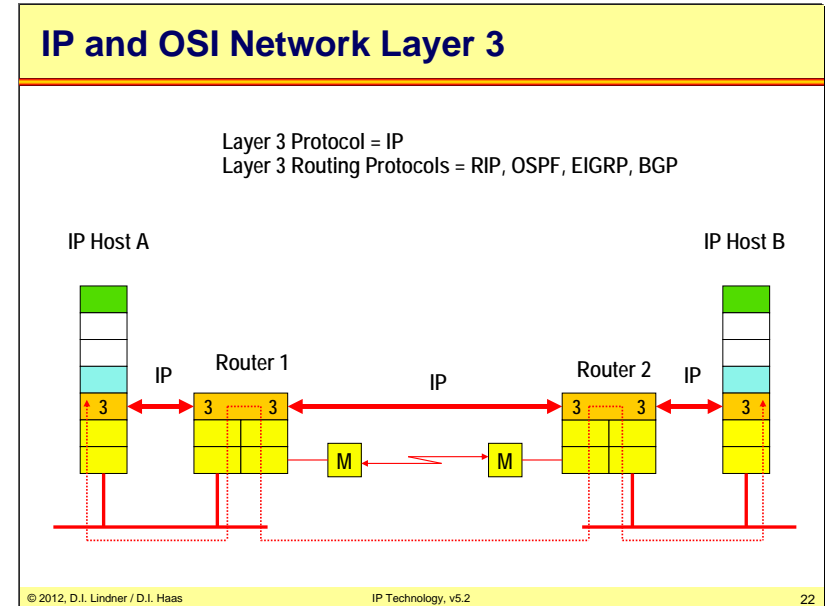 IP and OSI Network Layer 3
Layer 3 Protocol = IP
Layer 3 Routing Protocols = RIP, OSPF, EIGRP, BGP
IP Host A
IP Host B
IP
Router 1
IP
Router 2
IP
3
3
3
3
3
3
M
M
© 2012, D.I. Lindner / D.I. Haas
IP Technology, v5.2
22